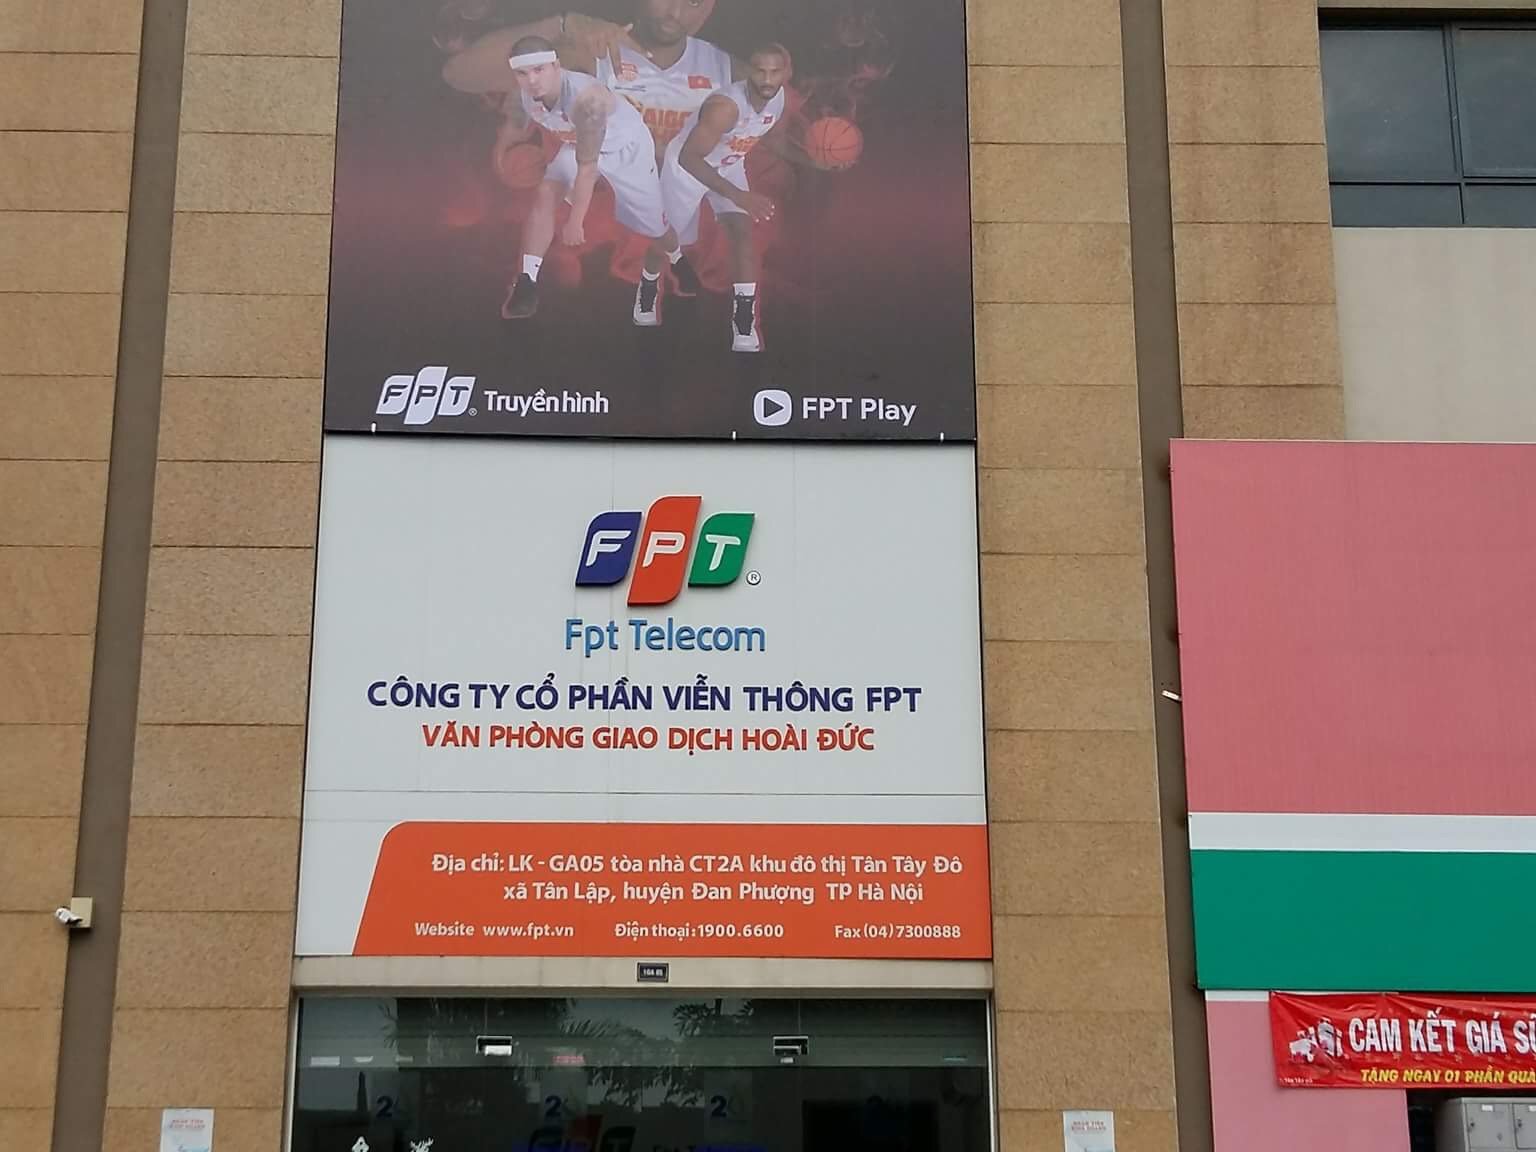 FPT® Truyền hình
FPT Play
FPT®
Fpt Telecom
CÔNG TY CỔ PHẦN VIỄN THÔNG FPT
VĂN PHÒNG GIAO DỊCH HOÀI ĐỨC
Địa chỉ: LK - GA05 tòa nhà CT2A khu đô thị Tân Tây Đô
xã Tân Lập, huyện Đan Phượng TP Hà Nội
Website www.fpt.vn Điện thoại: 1900.6600 Fax (04) 7300888
CAM KẾT GIÁ
TẶNG NGAY 01 PHẦN QUÀ